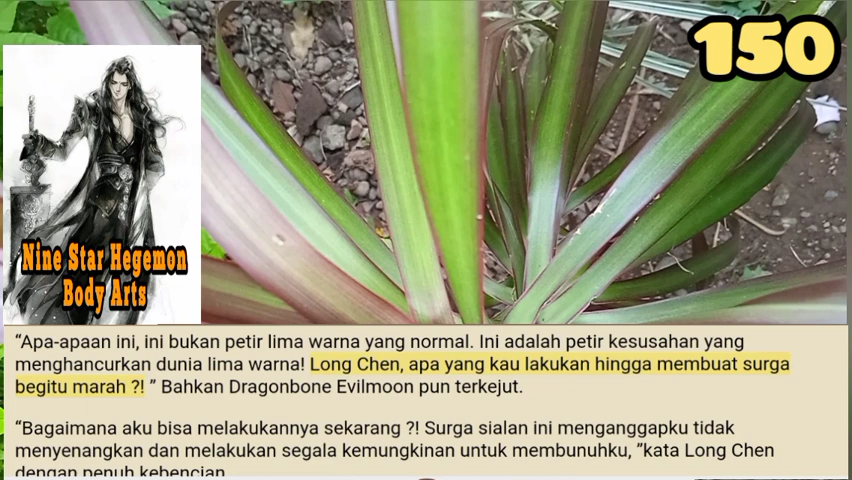 150
Nine Star Hegemon
Body Arts
“Apa-apaan ini, ini bukan petir lima warna yang normal. Ini adalah petir kesusahan yang
menghancurkan dunia lima warna! Long Chen, apa yang kau lakukan hingga membuat surga
begitu marah ?! ” Bahkan Dragonbone Evilmoon pun terkejut.
“Bagaimana aku bisa melakukannya sekarang ?! Surga sialan ini menganggapku tidak
menyenangkan dan melakukan segala kemungkinan untuk membunuhku, ”kata Long Chen
dengan penuh kebencian